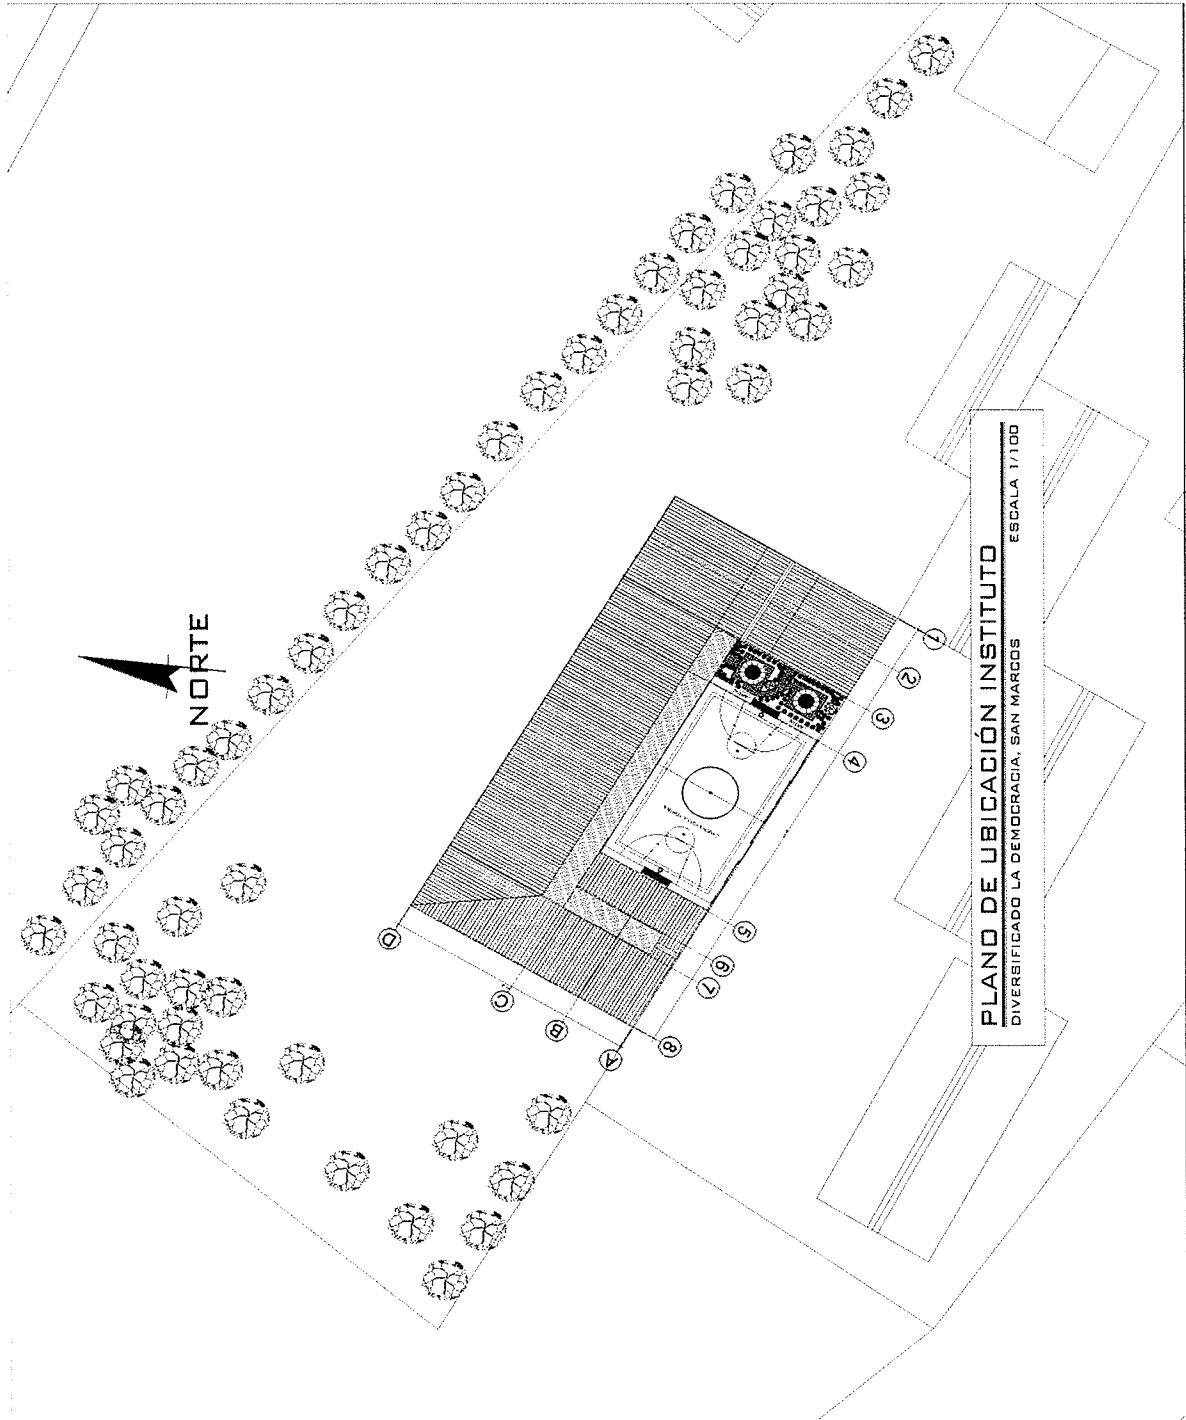 NORTE
PLANO DE UBICACIÓN INSTITUTO
DIVERSIFICADO LA DEMOCRACIA, SAN MARCOS ESCALA 1/100
1
2
3
4
5
6
7
8
A
B
C
D